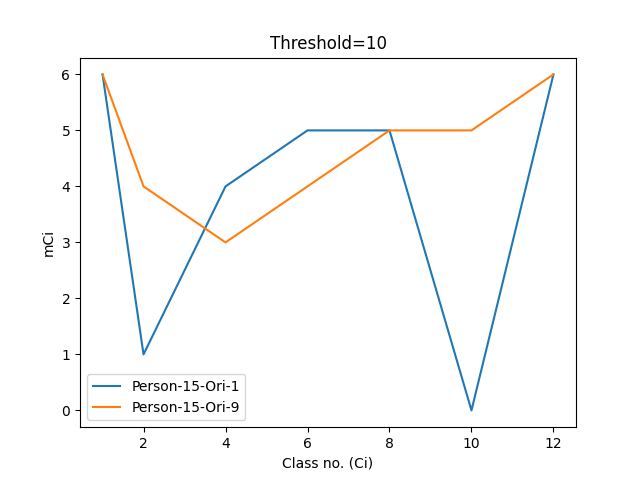 Threshold=10
mCi
6
5
4
3
2
1
0
Person-15-Ori-1
Person-15-Ori-9
2 4 6 8 10 12
Class no. (Ci)